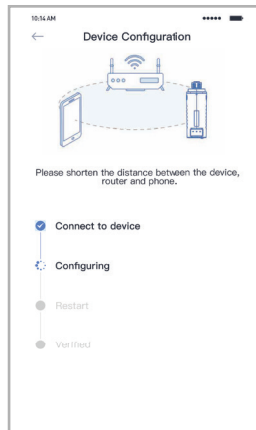 10:14 AM
Device Configuration
Please shorten the distance between the device,
router and phone.
Connect to device
Configuring
Restart
Verified